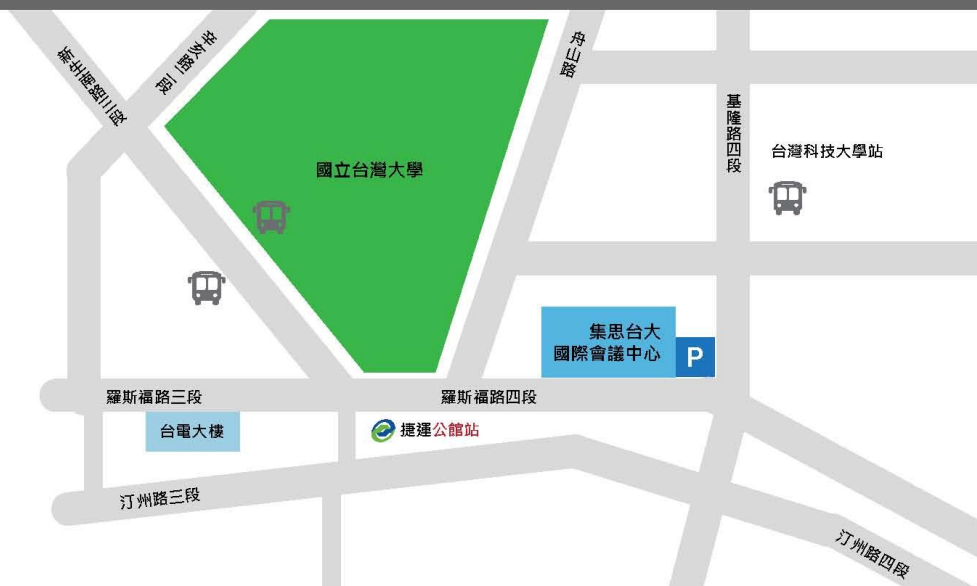 新生南路三段
辛亥路一段
舟山路
基隆路四段
台灣科技大學站
國立台灣大學
集思台大
國際會議中心
P
羅斯福路三段
羅斯福路四段
台電大樓
捷運公館站
汀州路三段
汀州路四段